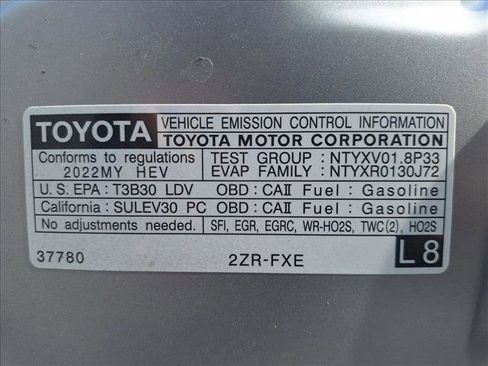 TOYOTA VEHICLE EMISSION CONTROL INFORMATION
TOYOTA MOTOR CORPORATION
Conforms to regulations TEST GROUP : NTYXV01.8P33
2022MY HEV EVAP FAMILY : NTYXR0130J72
U.S. EPA : T3B30 LDV OBD : CAⅡ Fuel : Gasoline
California : SULEV30 PC OBD : CAⅡ Fuel : Gasoline
No adjustments needed. SFI, EGR, EGRC, WR-HO2S, TWC(2), HO2S
37780 2ZR-FXE L 8